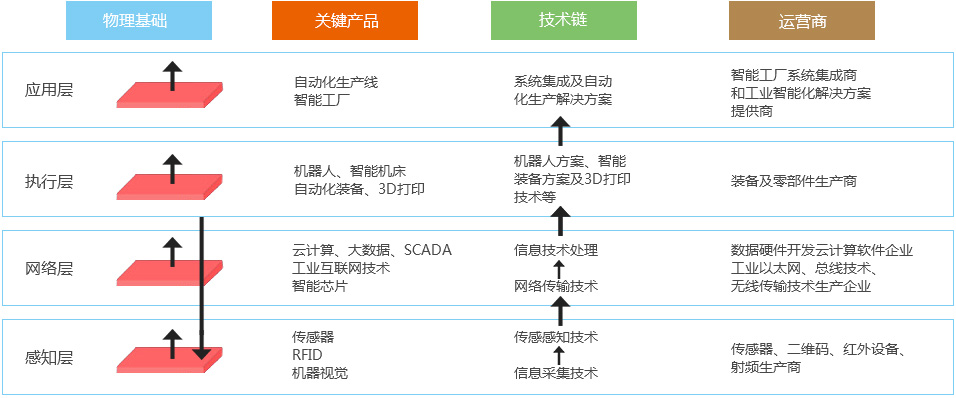 物理基础
关键产品
技术链
运营商
应用层
自动化生产线
智能工厂
系统集成及自动
化生产解决方案
智能工厂系统集成商
和工业智能化解决方案
提供商
执行层
机器人、智能机床
自动化装备、3D打印
机器人方案、智能
装备方案及3D打印
技术等
装备及零部件生产商
网络层
云计算、大数据、SCADA
工业互联网技术
智能芯片
信息技术处理
网络传输技术
数据硬件开发云计算软件企业
工业以太网、总线技术、
无线传输技术生产企业
感知层
传感器
RFID
机器视觉
传感感知技术
信息采集技术
传感器、二维码、红外设备、
射频生产商